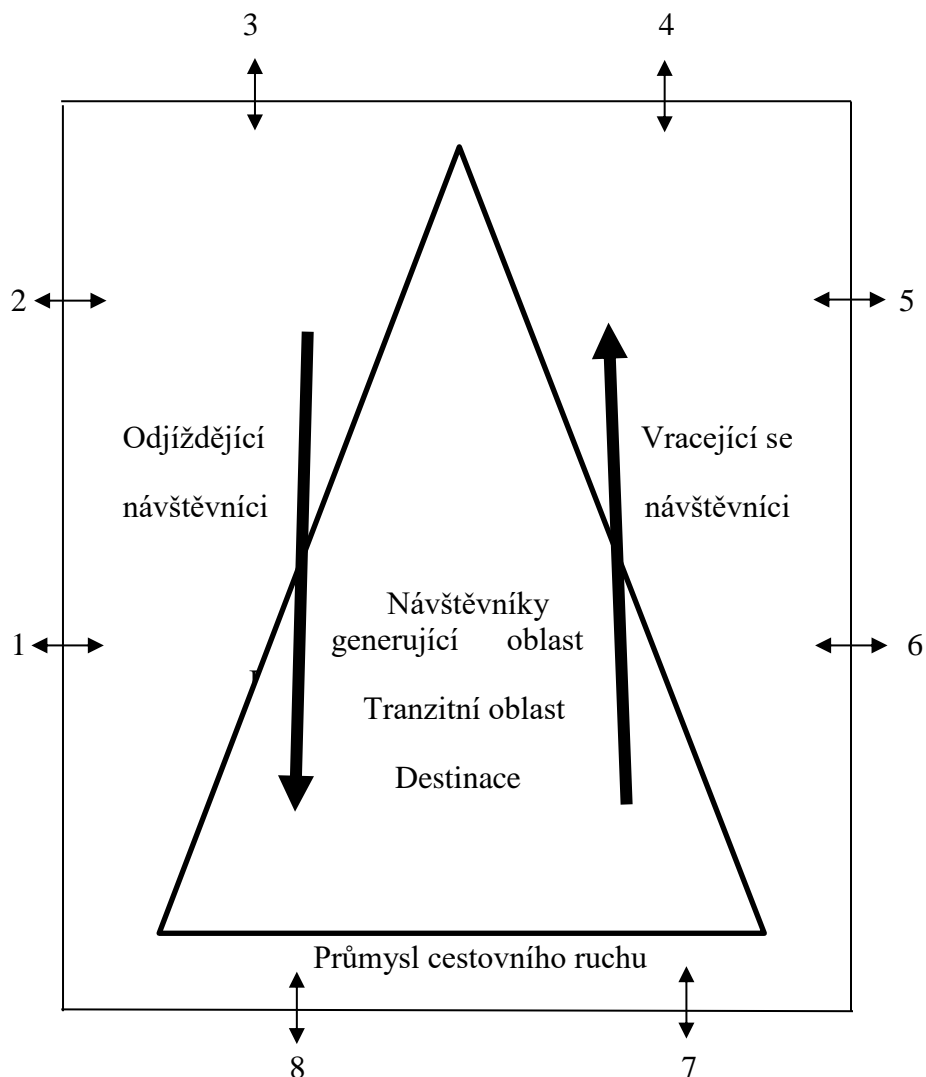 3
4
2
5
Odjíždějící
Vracející se
návštěvníci
návštěvníci
Návštěvníky
1
generující oblast
6
Tranzitní oblast
Destinace
Průmysl cestovního ruchu
8
7